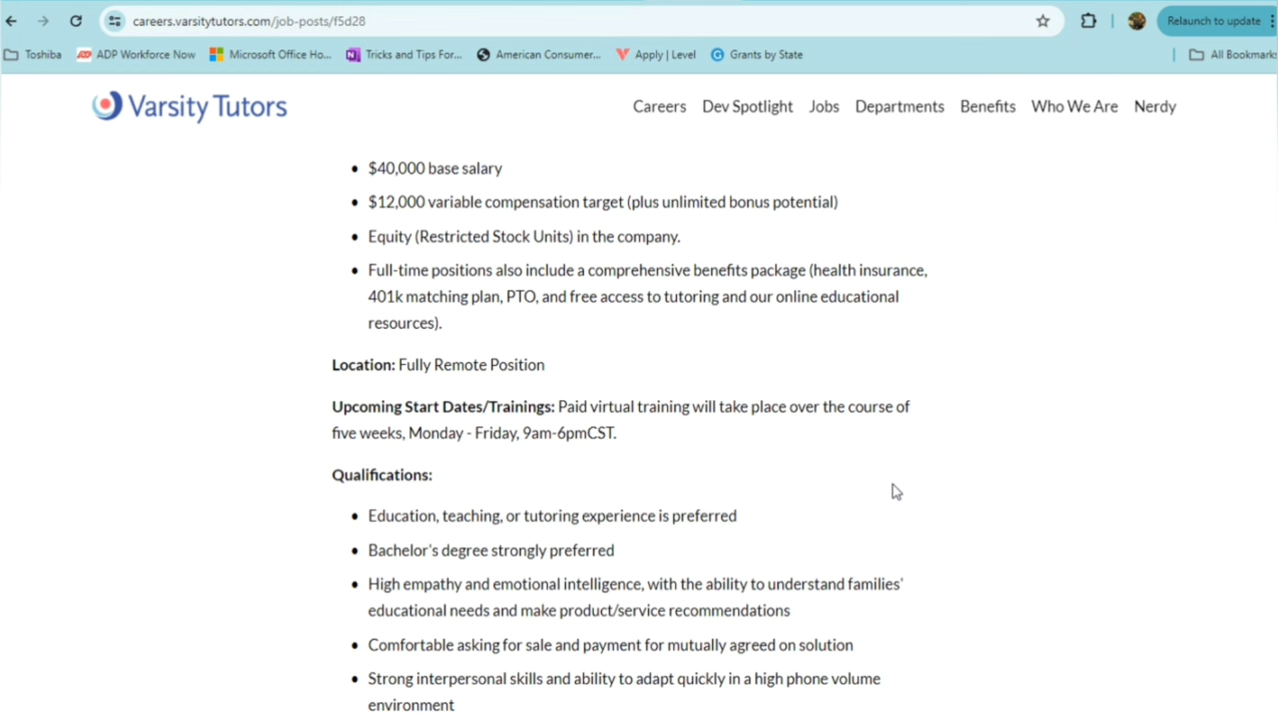 careers.varsitytutors.com/job-posts/f5d28
Relaunch to update
Toshiba
ADP Workforce Now
Microsoft Office Ho...
Tricks and Tips For...
American Consumer...
Apply | Level
Grants by State
All Bookmark
Varsity Tutors
Careers Dev Spotlight Jobs Departments Benefits Who We Are Nerdy
• $40,000 base salary
• $12,000 variable compensation target (plus unlimited bonus potential)
• Equity (Restricted Stock Units) in the company.
• Full-time positions also include a comprehensive benefits package (health insurance,
401k matching plan, PTO, and free access to tutoring and our online educational
resources).
Location: Fully Remote Position
Upcoming Start Dates/Trainings: Paid virtual training will take place over the course of
five weeks, Monday - Friday, 9am-6pmCST.
Qualifications:
• Education, teaching, or tutoring experience is preferred
• Bachelor's degree strongly preferred
• High empathy and emotional intelligence, with the ability to understand families'
educational needs and make product/service recommendations
• Comfortable asking for sale and payment for mutually agreed on solution
• Strong interpersonal skills and ability to adapt quickly in a high phone volume
environment